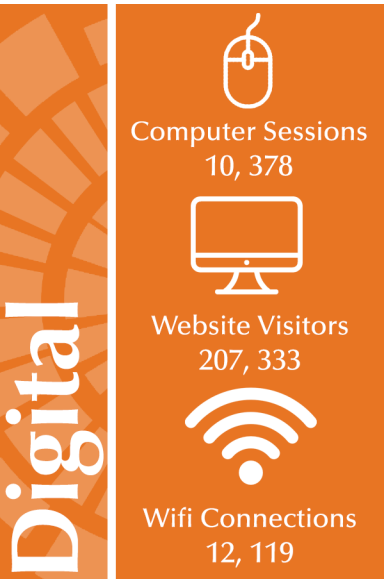 Digital
Computer Sessions
10, 378
Website Visitors
207, 333
Wifi Connections
12, 119